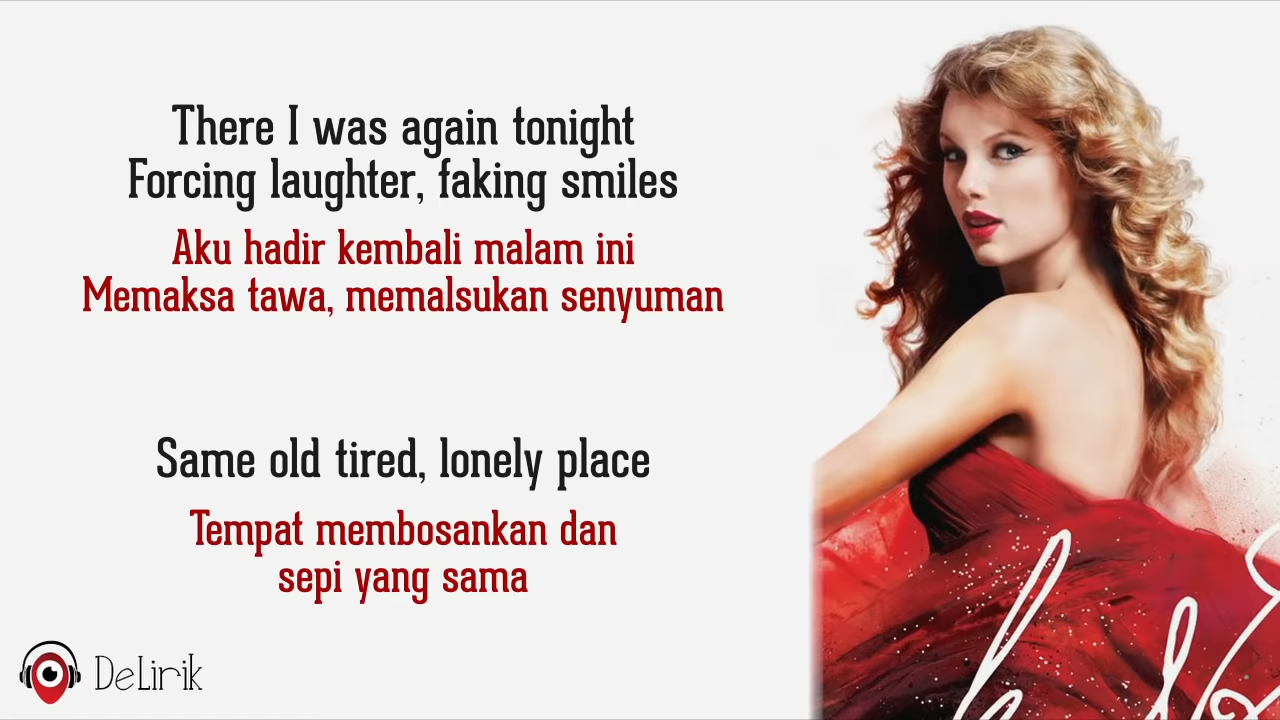 There I was again tonight
Forcing laughter, faking smiles
Aku hadir kembali malam ini
Memaksa tawa, memalsukan senyuman
Same old tired, lonely place
Tempat membosankan dan
sepi yang sama
DeLirik